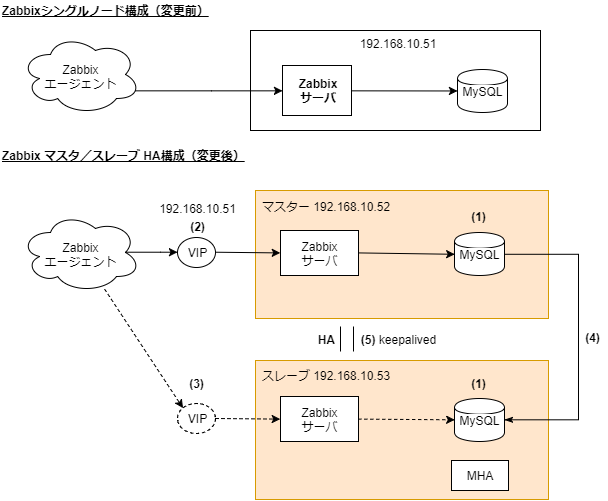 Zabbixシングルノード構成（変更前）
192.168.10.51
Zabbix
エージェント
Zabbix
サーバ
MySQL
Zabbix マスタ／スレーブ HA構成（変更後）
192.168.10.51
(2)
マスター 192.168.10.52
(1)
Zabbix
エージェント
VIP
Zabbix
サーバ
MySQL
HA
(5) keepalived
(4)
スレーブ 192.168.10.53
(3)
(1)
VIP
Zabbix
サーバ
MySQL
MHA